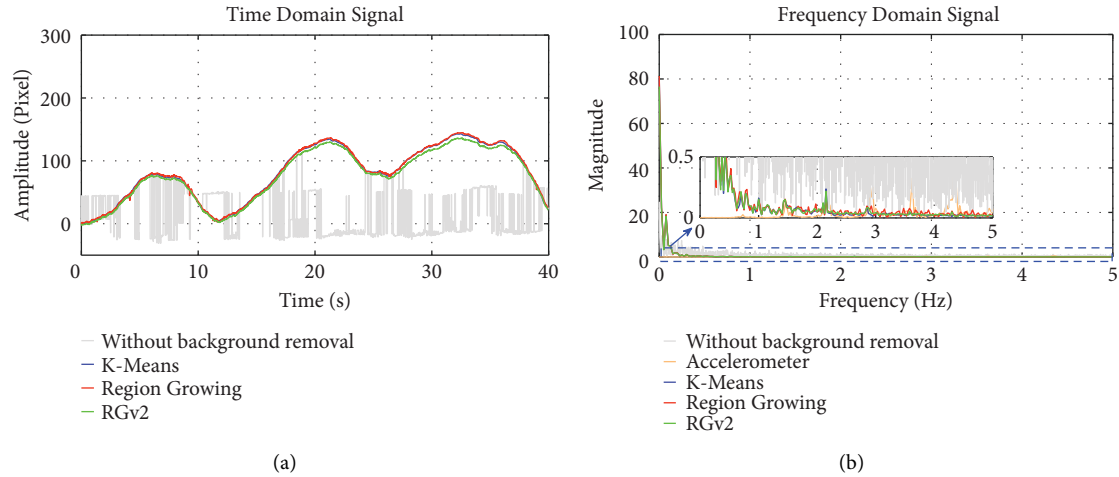 Time Domain Signal
300
200
100
0
Amplitude (Pixel)
0 10 20 30 40
Time (s)
Without background removal
K-Means
Region Growing
RGv2
(a)
Frequency Domain Signal
100
80
60
40
20
0
Magnitude
0.5
0
0 1 2 3 4 5
0 1 2 3 4 5
Frequency (Hz)
Without background removal
Accelerometer
K-Means
Region Growing
RGv2
(b)